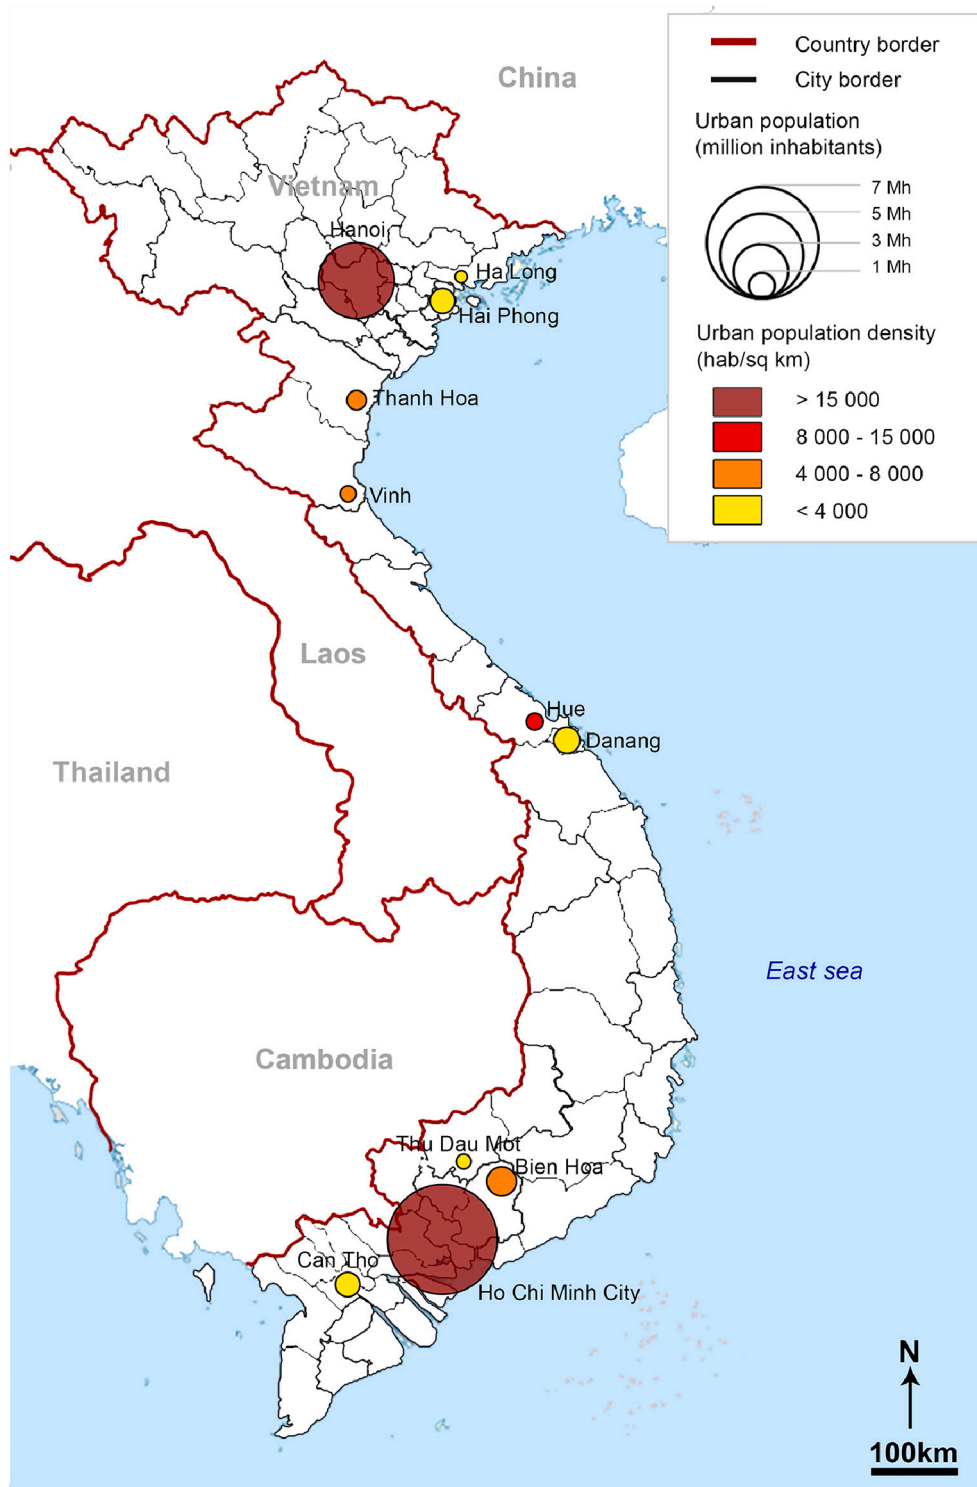 Country border
City border
Urban population
(million inhabitants)
7 Mh
5 Mh
3 Mh
1 Mh
Urban population density
(hab/sq km)
> 15 000
8 000 - 15 000
4 000 - 8 000
< 4 000
China
Vietnam
Hanoi
Ha Long
Hai Phong
Thanh Hoa
Vinh
Laos
Hue
Danang
Thailand
East sea
Cambodia
Thu Dau Mot
Bien Hoa
Can Tho
Ho Chi Minh City
N
100km